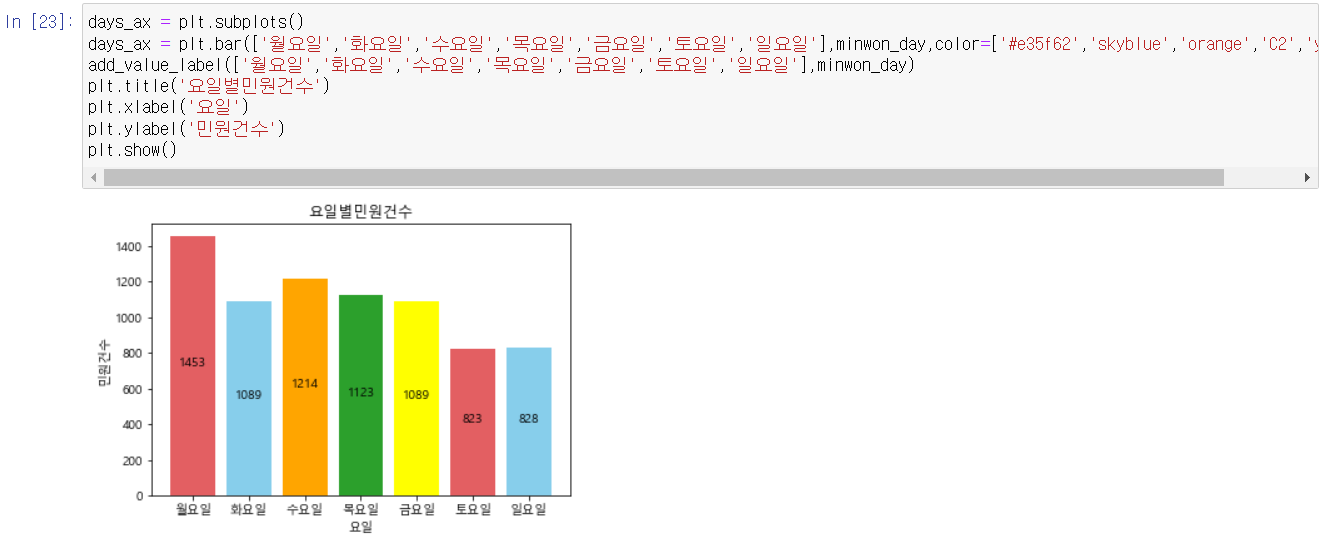 In [23]:
days_ax = plt.subplots()
days_ax = plt.bar(['월요일','화요일','수요일','목요일','금요일','토요일','일요일'],minwon_day,color=['#e35f62','skyblue','orange','C2','y
add_value_label(['월요일','화요일','수요일','목요일','금요일','토요일','일요일'],minwon_day)
plt.title('요일별민원건수')
plt.xlabel('요일')
plt.ylabel('민원건수')
plt.show()
요일별민원건수
민원건수
1400
1200
1000
800
600
400
200
0
1453
1089
1214
1123
1089
823
828
월요일 화요일 수요일 목요일 금요일 토요일 일요일
요일